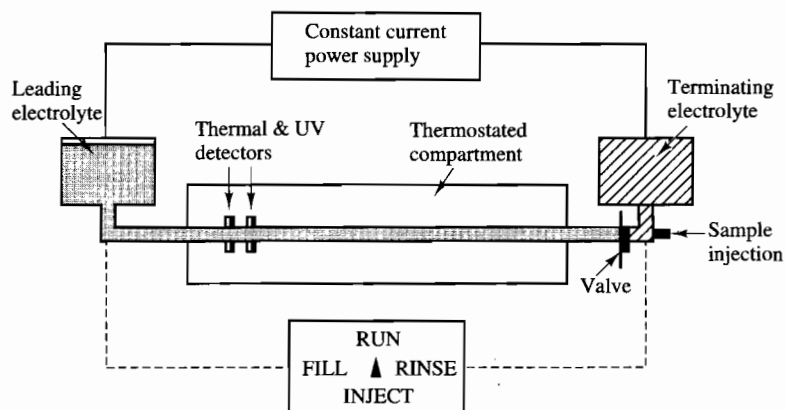 Constant current
power supply
Leading
electrolyte
Thermal & UV
detectors
Thermostated
compartment
Terminating
electrolyte
Sample
injection
Valve
RUN
FILL RINSE
INJECT